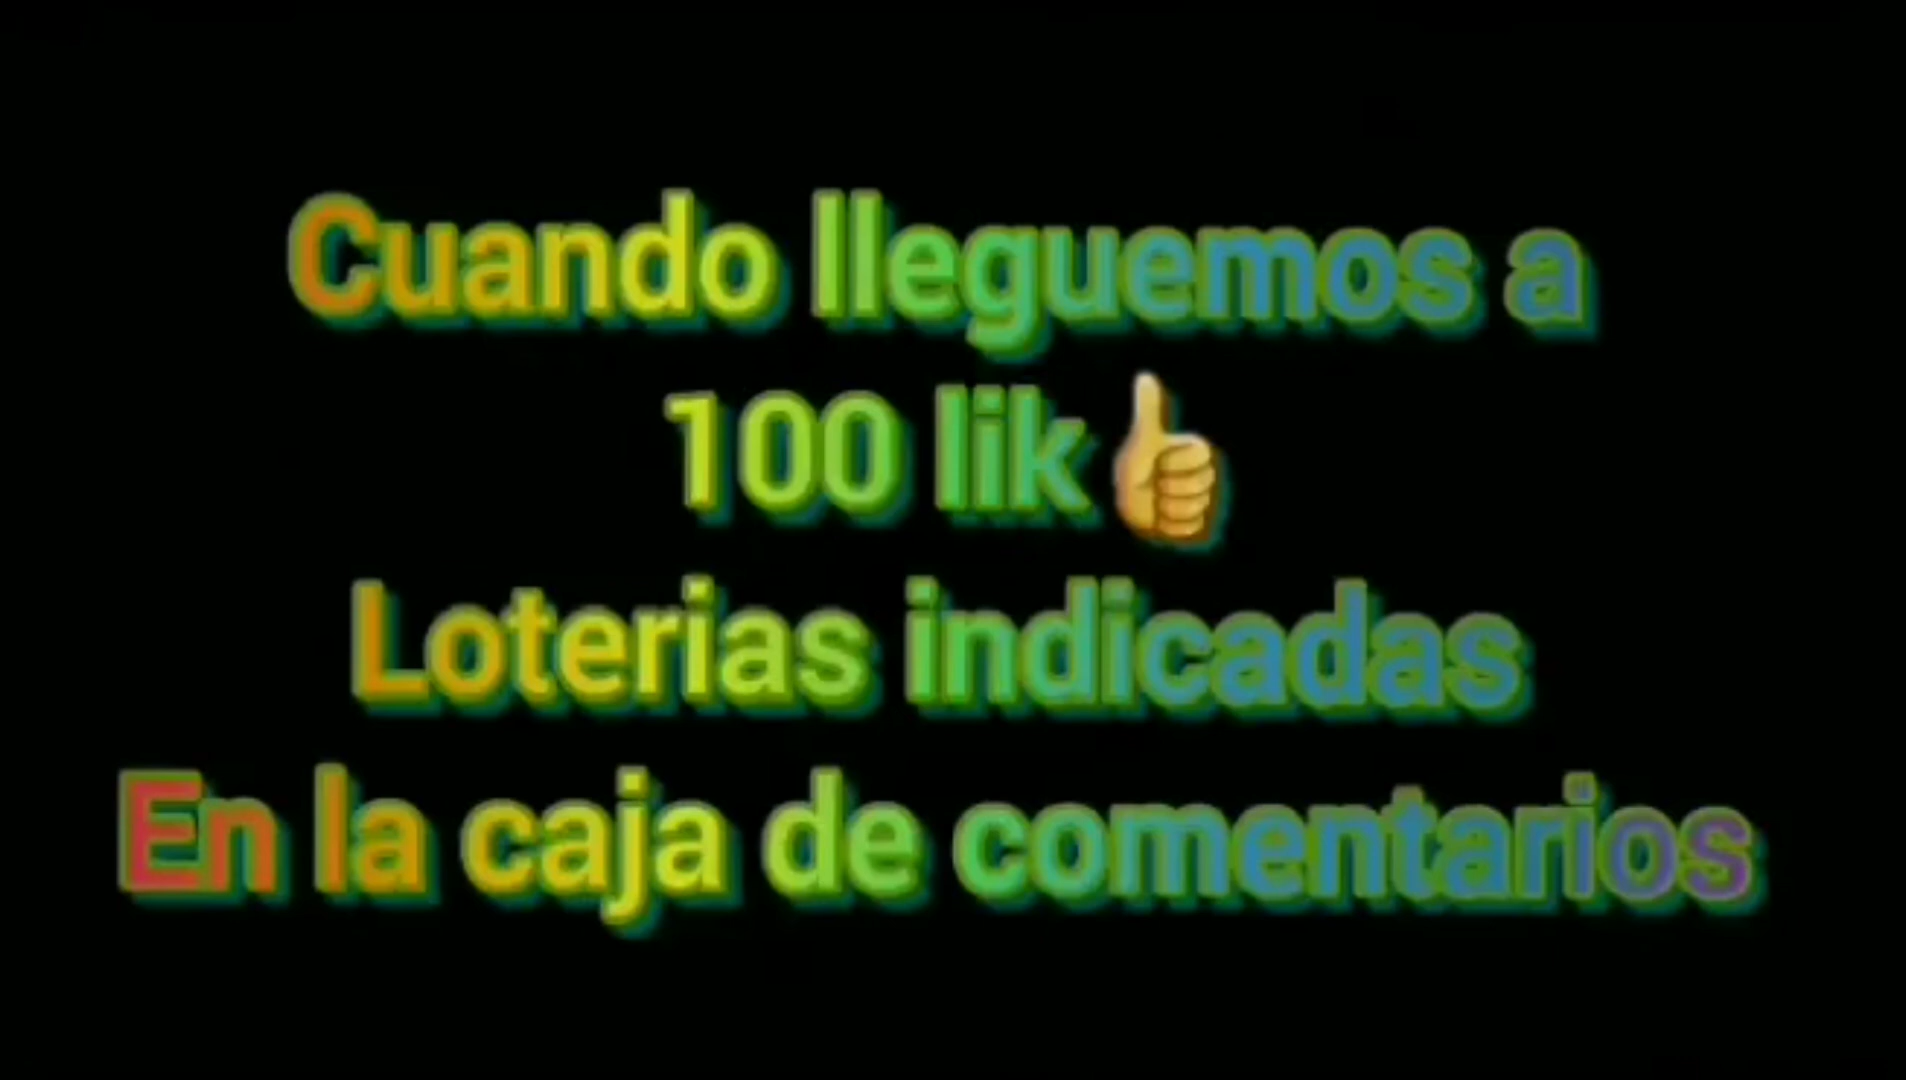 Cuando lleguemos a
100 lik👍
Loterias indicadas
En la caja de comentarios